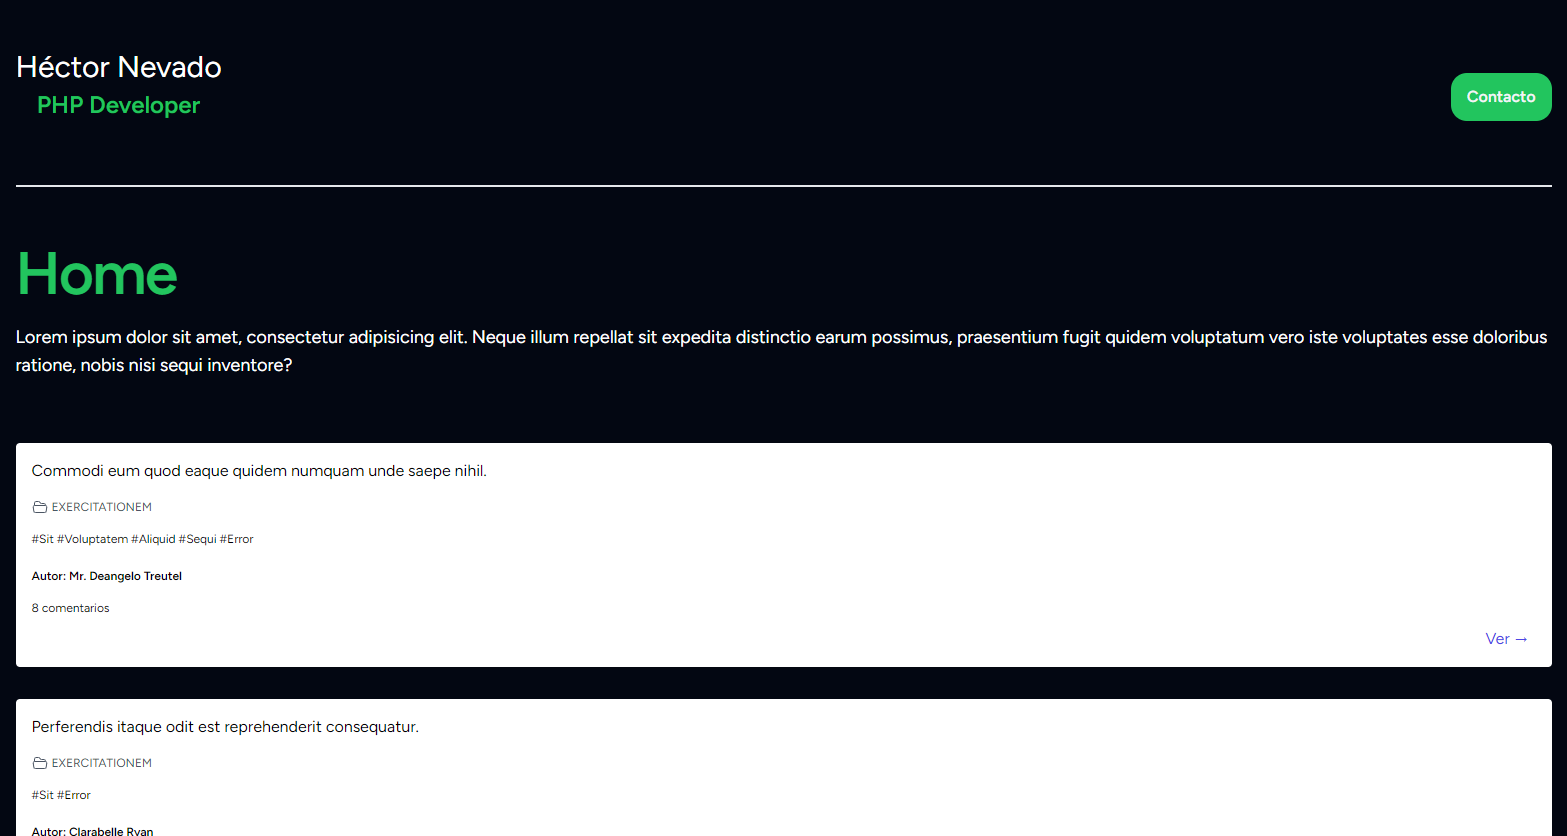 Héctor Nevado
PHP Developer
Contacto
Home
Lorem ipsum dolor sit amet, consectetur adipisicing elit. Neque illum repellat sit expedita distinctio earum possimus, praesentium fugit quidem voluptatum vero iste voluptates esse doloribus
ratione, nobis nisi sequi inventore?
Commodi eum quod eaque quidem numquam unde saepe nihil.
EXERCITATIONEM
#Sit #Voluptatem #Aliquid #Sequi #Error
Autor: Mr. Deangelo Treutel
8 comentarios
Ver →
Perferendis itaque odit est reprehenderit consequatur.
EXERCITATIONEM
#Sit #Error
Autor: Clarabelle Ryan